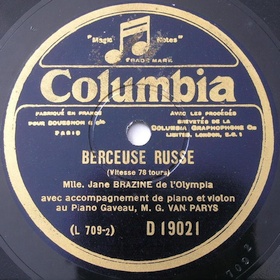 "Magic Notes"
TRADE MARK
Columbia
FABRIQUÉ EN FRANCE
POUR COUESNON & Cie
PARIS
AVEC LES PROCÉDÉS
BREVETÉS DE LA
COLUMBIA GRAPHOPHONE Co
LIMITED. LONDON, E.C.1
BERCEUSE RUSSE
(Vitesse 78 tours)
Mlle. Jane BRAZINE de l'Olympia
avec accompagnement de piano et violon
au Piano Gaveau, M. G. VAN PARYS
(L 709-2) D 19021